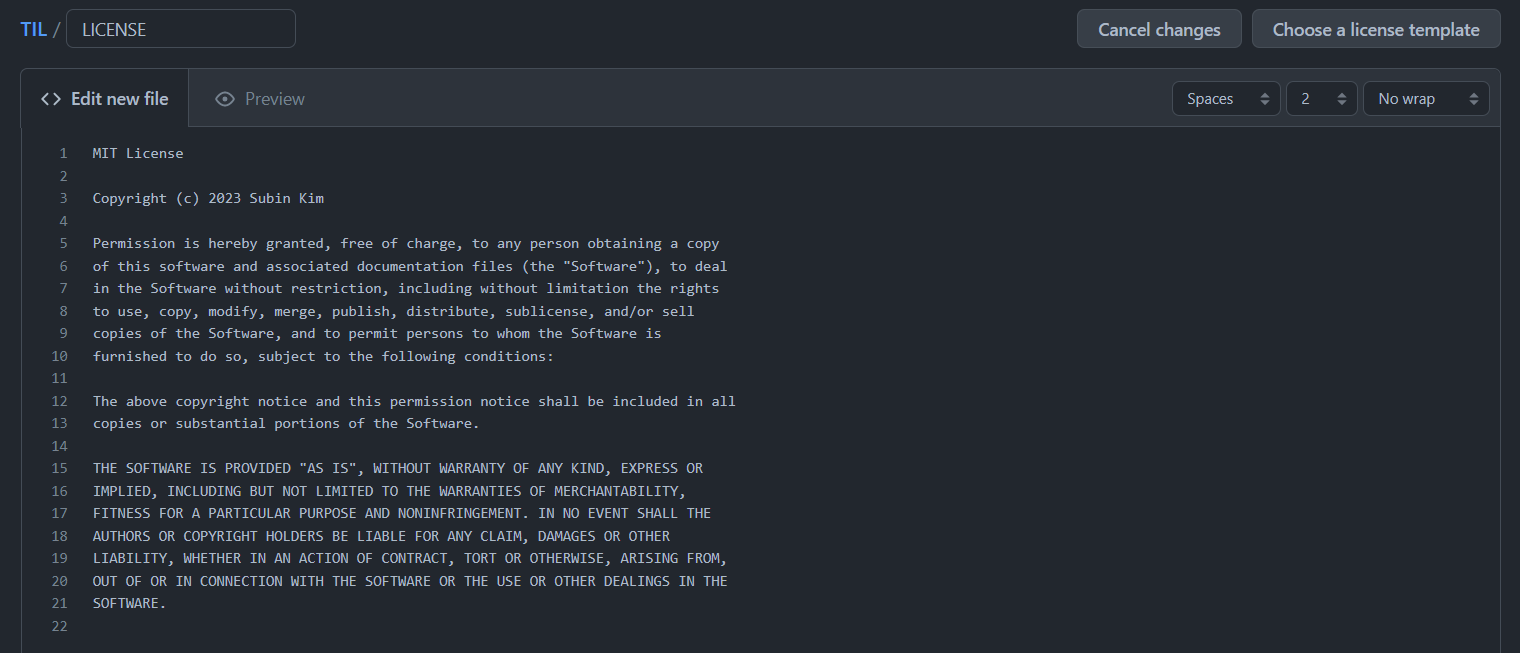 TIL / LICENSE
Cancel changes
Choose a license template
<> Edit new file
Preview
Spaces
2
No wrap
1 MIT License
2
3 Copyright (c) 2023 Subin Kim
4
5 Permission is hereby granted, free of charge, to any person obtaining a copy
6 of this software and associated documentation files (the "Software"), to deal
7 in the Software without restriction, including without limitation the rights
8 to use, copy, modify, merge, publish, distribute, sublicense, and/or sell
9 copies of the Software, and to permit persons to whom the Software is
10 furnished to do so, subject to the following conditions:
11
12 The above copyright notice and this permission notice shall be included in all
13 copies or substantial portions of the Software.
14
15 THE SOFTWARE IS PROVIDED "AS IS", WITHOUT WARRANTY OF ANY KIND, EXPRESS OR
16 IMPLIED, INCLUDING BUT NOT LIMITED TO THE WARRANTIES OF MERCHANTABILITY,
17 FITNESS FOR A PARTICULAR PURPOSE AND NONINFRINGEMENT. IN NO EVENT SHALL THE
18 AUTHORS OR COPYRIGHT HOLDERS BE LIABLE FOR ANY CLAIM, DAMAGES OR OTHER
19 LIABILITY, WHETHER IN AN ACTION OF CONTRACT, TORT OR OTHERWISE, ARISING FROM,
20 OUT OF OR IN CONNECTION WITH THE SOFTWARE OR THE USE OR OTHER DEALINGS IN THE
21 SOFTWARE.
22